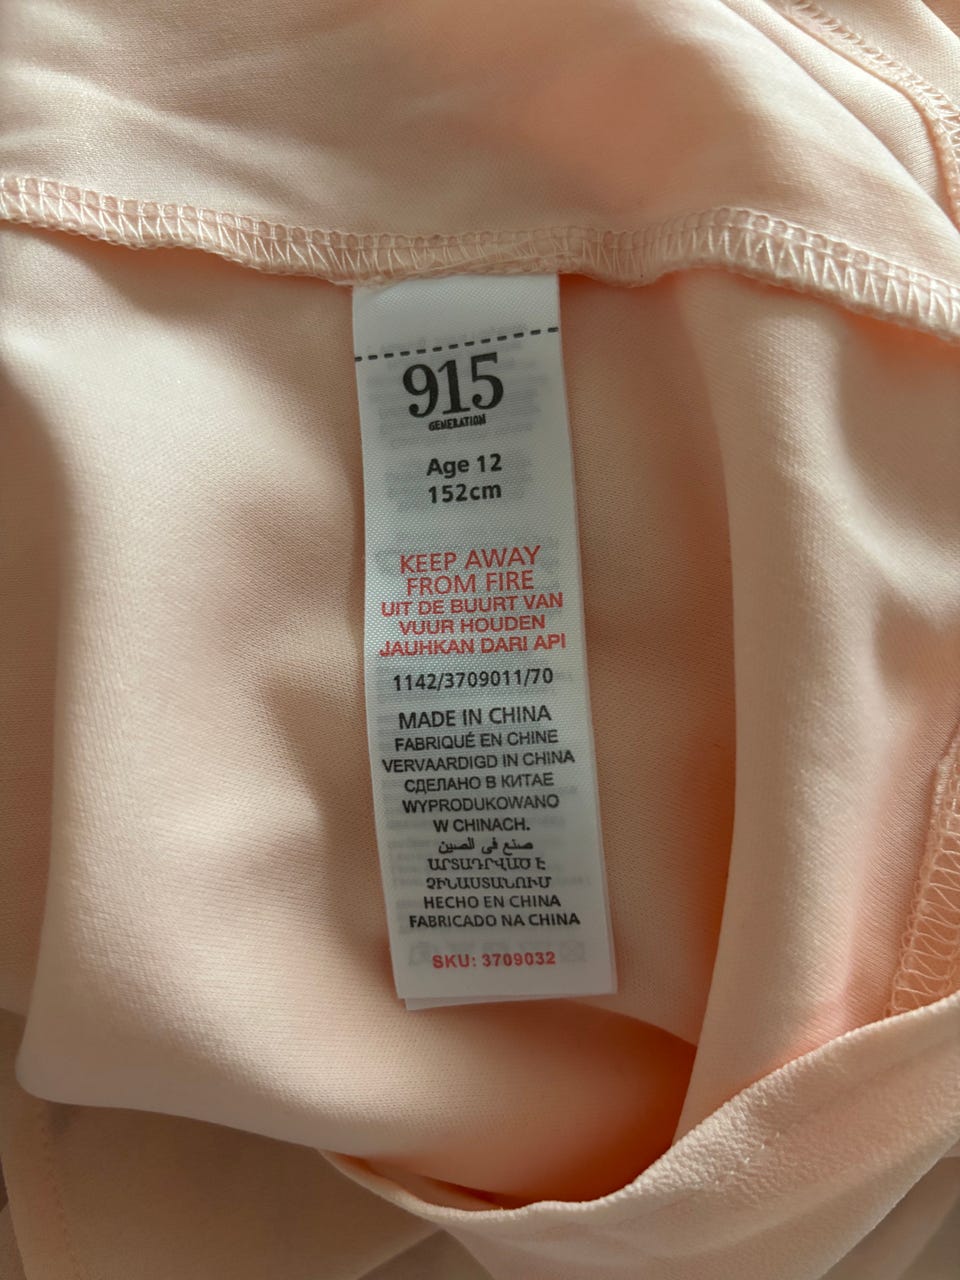 915
GENERATION
Age 12
152cm
KEEP AWAY
FROM FIRE
UIT DE BUURT VAN
VUUR HOUDEN
JAUHKAN DARI API
1142/3709011/70
MADE IN CHINA
FABRIQUÉ EN CHINE
VERVAARDIGD IN CHINA
СДЕЛАНО В КИТАЕ
WYPRODUKOWANO
W CHINACH.
صنع في الصين
ԱՐՏԱԴՐՎԱԾ Է
ՉԻՆԱՍՏԱՆՈՒՄ
HECHO EN CHINA
FABRICADO NA CHINA
SKU: 3709032